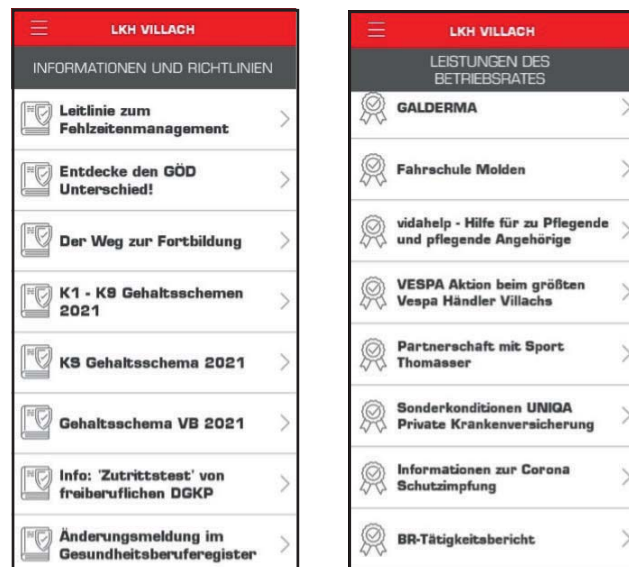 LKH VILLACH
INFORMATIONEN UND RICHTLINIEN
Leitlinie zum
Fehlzeitenmanagement
Entdecke den GÖD
Unterschied!
Der Weg zur Fortbildung
K1 - K9 Gehaltsschemen
2021
KS Gehaltsschema 2021
Gehaltsschema VB 2021
Info: 'Zutrittstest' von
freiberuflichen DGKP
Änderungsmeldung im
Gesundheitsberuferegister
LKH VILLACH
LEISTUNGEN DES
BETRIEBSRATES
GALDERMA
Fahrschule Molden
vidahelp - Hilfe für zu Pflegende
und pflegende Angehörige
VESPA Aktion beim größten
Vespa Händler Villachs
Partnerschaft mit Sport
Thomasser
Sonderkonditionen UNIQA
Private Krankenversicherung
Informationen zur Corona
Schutzimpfung
BR-Tätigkeitsbericht